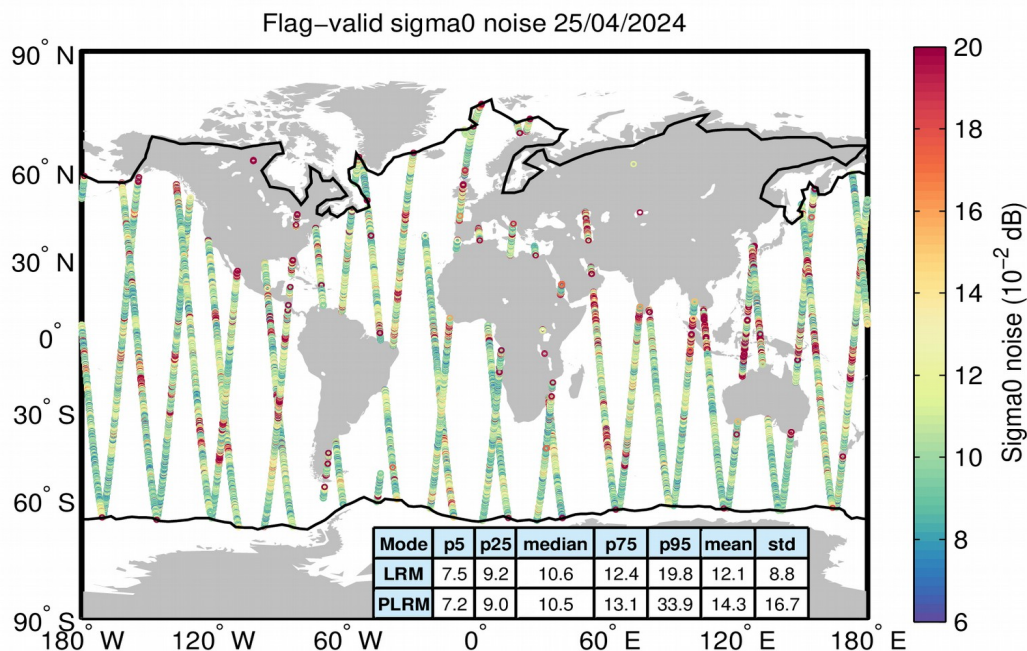 Flag−valid sigma0 noise 25/04/2024
90° N
60° N
30° N
0°
30° S
60° S
90° S
180° W
120° W
60° W
0°
60° E
120° E
180° E
Mode p5 p25 median p75 p95 mean std
LRM 7.5 9.2 10.6 12.4 19.8 12.1 8.8
PLRM 7.2 9.0 10.5 13.1 33.9 14.3 16.7
20
18
16
14
12
10
8
6
Sigma0 noise (10⁻² dB)